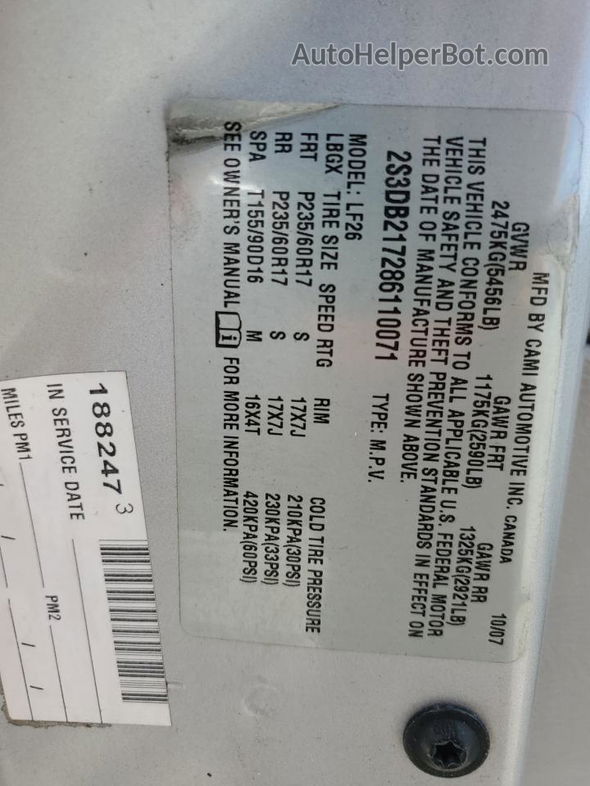 AutoHelperBot.com
MFD BY CAMI AUTOMOTIVE INC. CANADA 10/07
GVWR GAWR FRT GAWR RR
2475KG(5456LB) 1175KG(2590LB) 1325KG(2921LB)
THIS VEHICLE CONFORMS TO ALL APPLICABLE U.S. FEDERAL MOTOR
VEHICLE SAFETY AND THEFT PREVENTION STANDARDS IN EFFECT ON
THE DATE OF MANUFACTURE SHOWN ABOVE.
2S3DB217286110071 TYPE: M.P.V.
MODEL: LF26
LBGX TIRE SIZE SPEED RTG RIM COLD TIRE PRESSURE
FRT P235/60R17 S 17X7J 210KPA(30PSI)
RR P235/60R17 S 17X7J 230KPA(33PSI)
SPA T155/90D16 M 16X4T 420KPA(60PSI)
SEE OWNER'S MANUAL i FOR MORE INFORMATION.
188247 3
IN SERVICE DATE
MILES PM1 / / PM2 / /